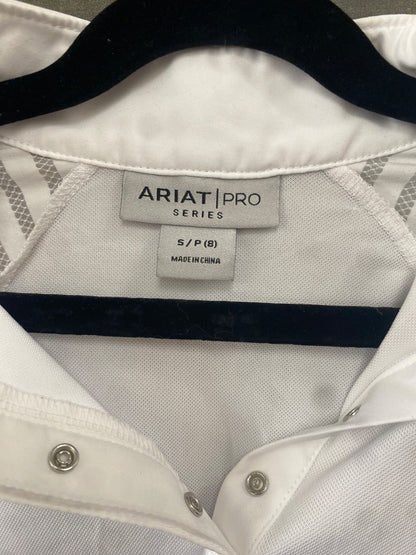 ARIAT|PRO
SERIES
S/P (8)
MADE IN CHINA